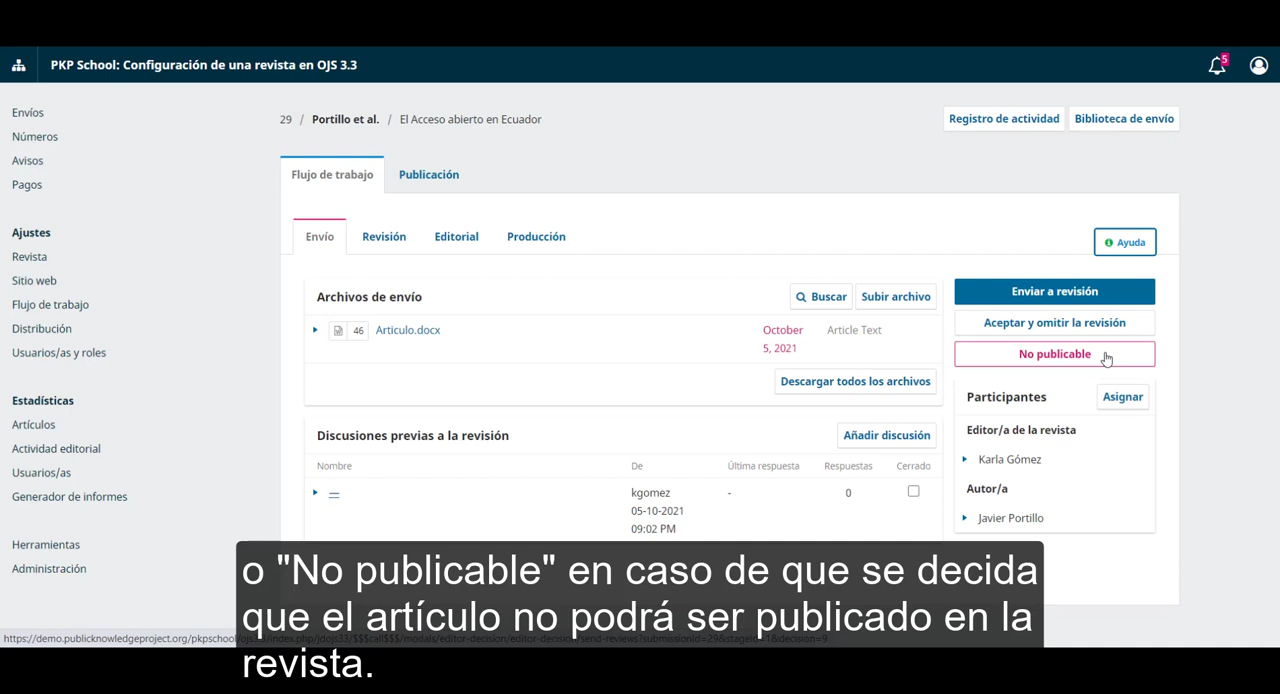 PKP School: Configuración de una revista en OJS 3.3
5
Envíos
Números
Avisos
Pagos
Ajustes
Revista
Sitio web
Flujo de trabajo
Distribución
Usuarios/as y roles
Estadísticas
Artículos
Actividad editorial
Usuarios/as
Generador de informes
Herramientas
Administración
29 / Portillo et al. / El Acceso abierto en Ecuador
Registro de actividad
Biblioteca de envío
Flujo de trabajo
Publicación
Envío
Revisión
Editorial
Producción
Ayuda
Archivos de envío
Buscar
Subir archivo
46
Articulo.docx
October
5, 2021
Article Text
Descargar todos los archivos
Discusiones previas a la revisión
Añadir discusión
Nombre
De
Última respuesta
Respuestas
Cerrado
—
kgomez
05-10-2021
09:02 PM
-
0
Enviar a revisión
Aceptar y omitir la revisión
No publicable
Participantes
Asignar
Editor/a de la revista
Karla Gómez
Autor/a
Javier Portillo
o "No publicable" en caso de que se decida
que el artículo no podrá ser publicado en la
revista.